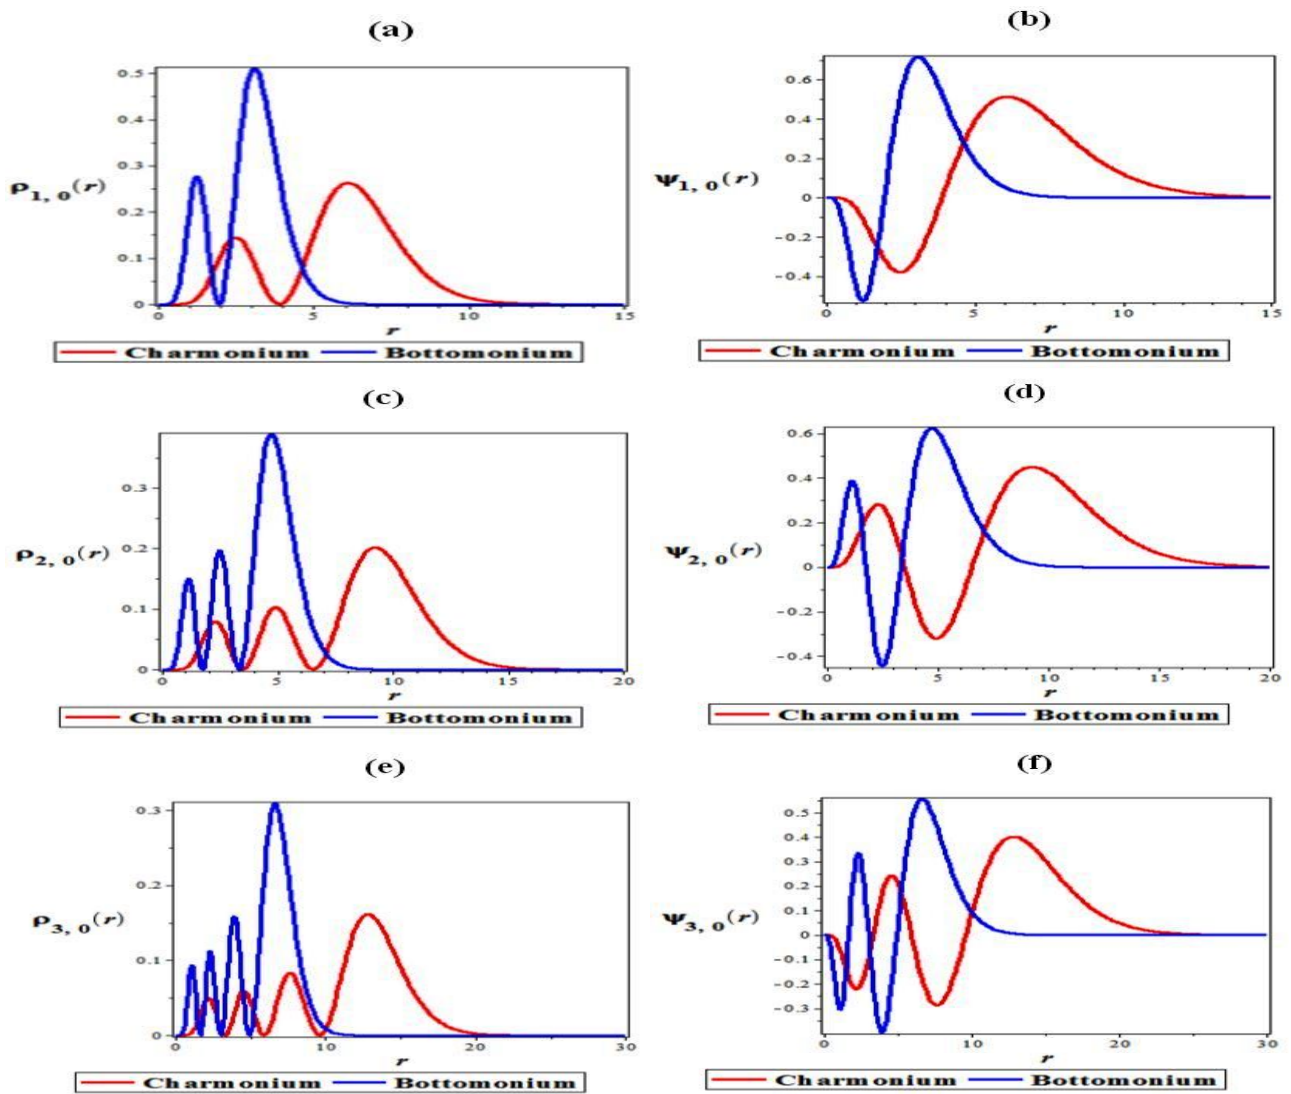 (a)
0.5
0.4
0.3
0.2
0.1
0
ρ1, 0(r)
0 5 10 15
r
Charmonium Bottomonium
(b)
0.6
0.4
0.2
0
-0.2
-0.4
ψ1, 0(r)
0 5 10 15
r
Charmonium Bottomonium
(c)
0.3
0.2
0.1
0
ρ2, 0(r)
0 5 10 15 20
r
Charmonium Bottomonium
(d)
0.6
0.4
0.2
0
-0.2
-0.4
ψ2, 0(r)
0 5 10 15 20
r
Charmonium Bottomonium
(e)
0.3
0.2
0.1
0
ρ3, 0(r)
0 10 20 30
r
Charmonium Bottomonium
(f)
0.5
0.4
0.3
0.2
0.1
0
-0.1
-0.2
-0.3
ψ3, 0(r)
0 10 20 30
r
Charmonium Bottomonium